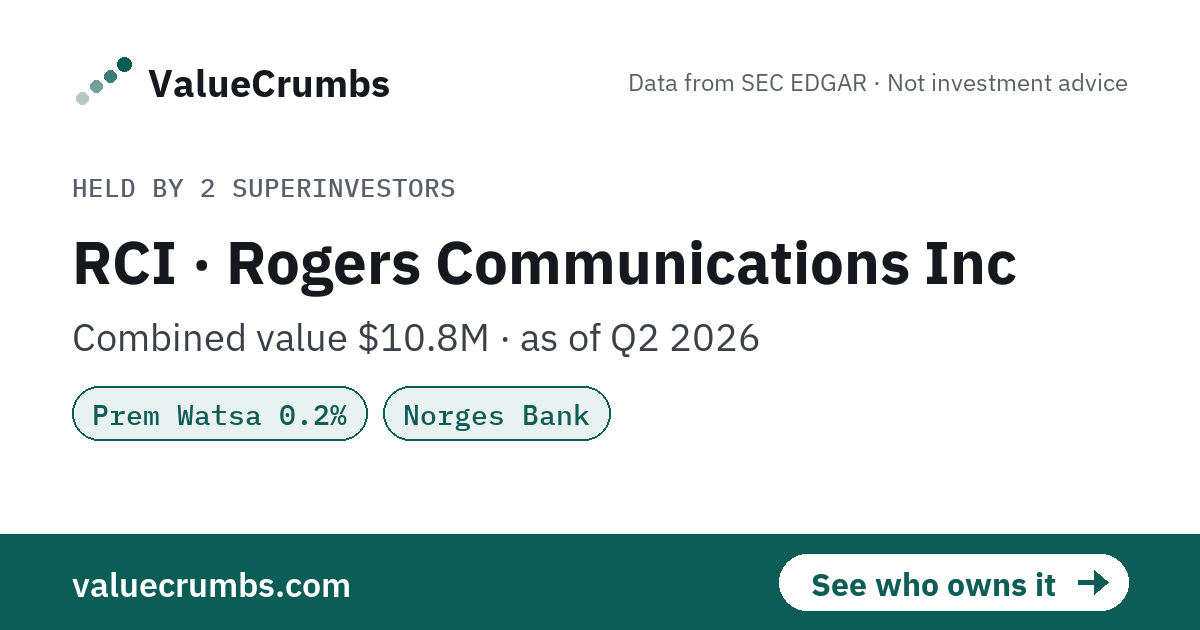 ValueCrumbs
Data from SEC EDGAR · Not investment advice
HELD BY 2 SUPERINVESTORS
RCI · Rogers Communications Inc
Combined value $10.8M · as of Q2 2026
Prem Watsa 0.2%
Norges Bank
valuecrumbs.com
See who owns it →